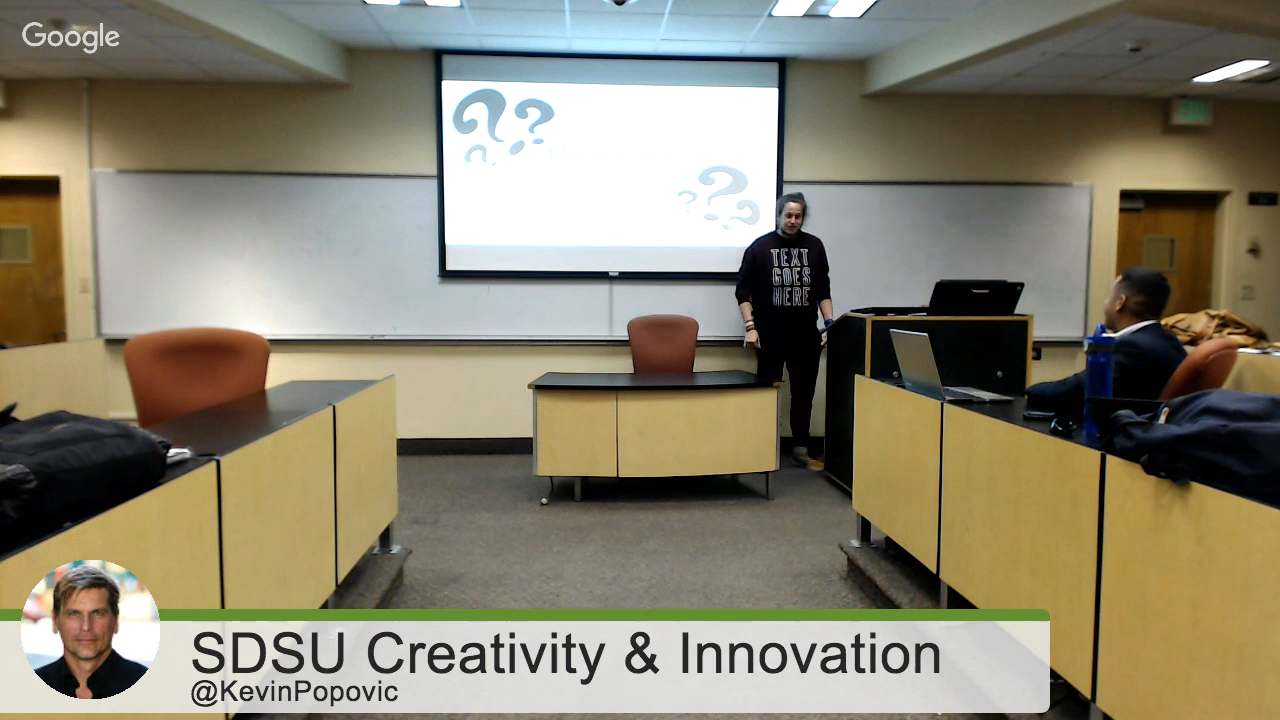 Google
? ?
?
?
? ?
TEXT
GOES
HERE
SDSU Creativity & Innovation
@KevinPopovic